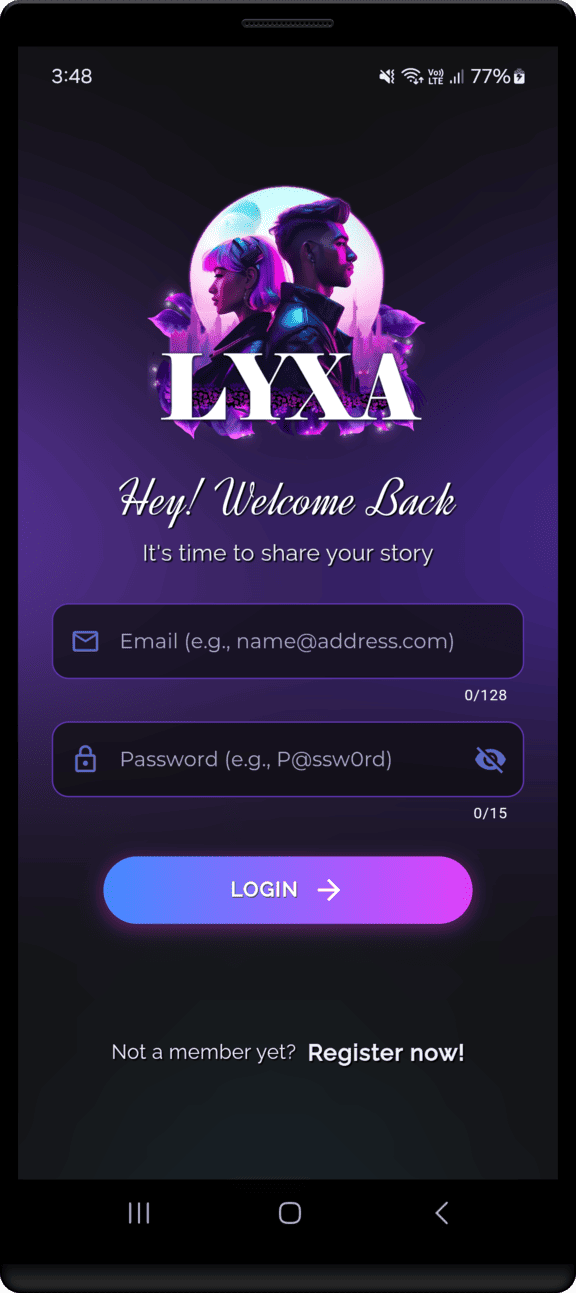 3:48 Vo) LTE 77%
LYXA
Hey! Welcome Back
It's time to share your story
Email (e.g., name@address.com)
0/128
Password (e.g., P@ssw0rd)
0/15
LOGIN
Not a member yet? Register now!